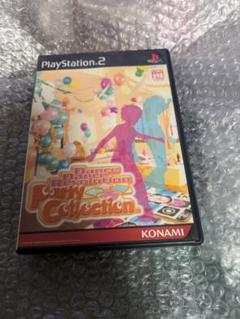 PlayStation.2
Dance
Dance
Revolution
Party
Collection
KONAMI